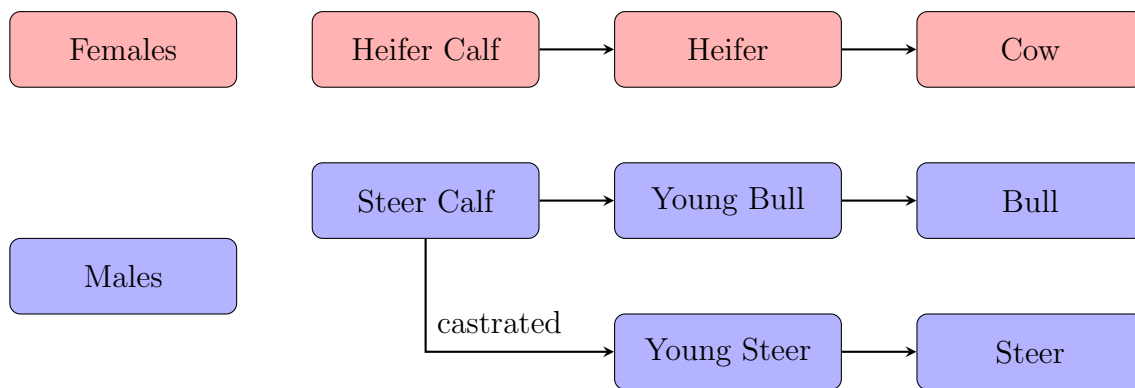 Females
Heifer Calf
Heifer
Cow
Steer Calf
Young Bull
Bull
Males
castrated
Young Steer
Steer